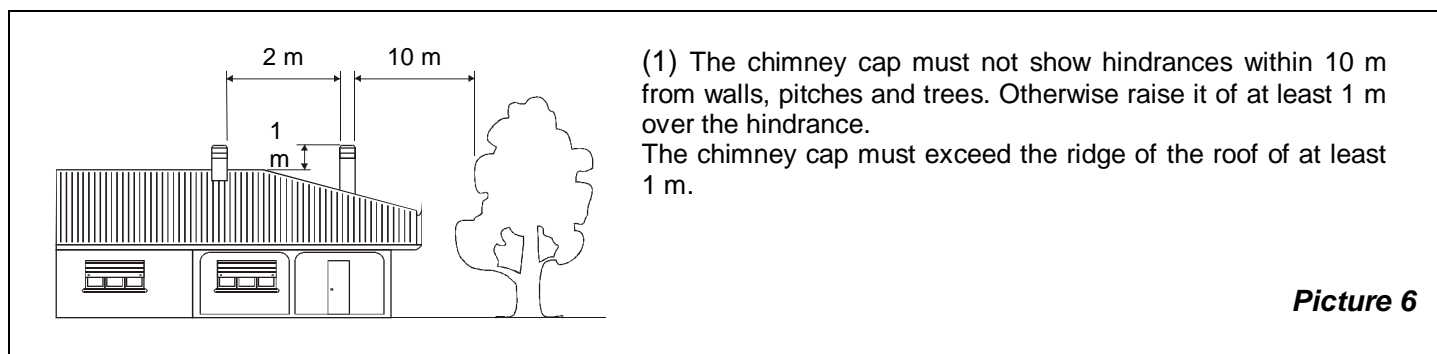 2 m 10 m
1
m
(1) The chimney cap must not show hindrances within 10 m
from walls, pitches and trees. Otherwise raise it of at least 1 m
over the hindrance.
The chimney cap must exceed the ridge of the roof of at least
1 m.
Picture 6